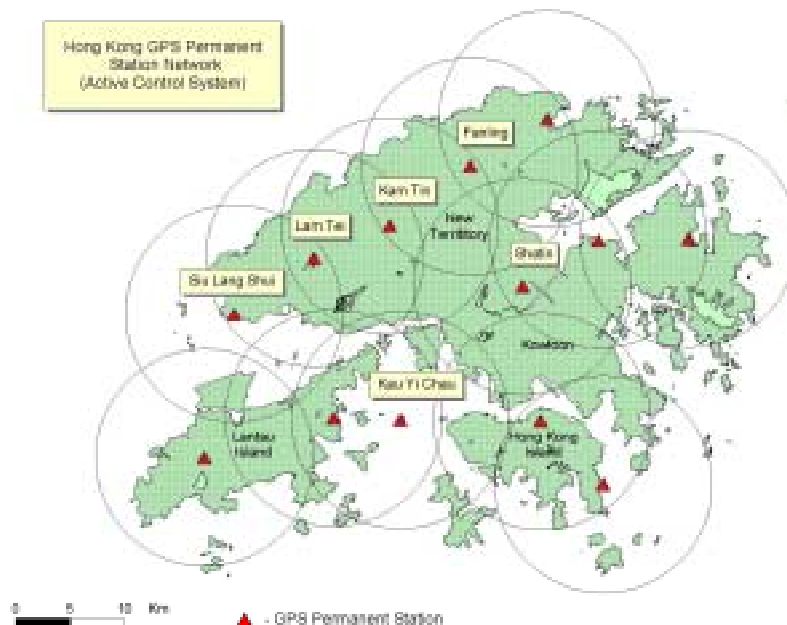 Hong Kong GPS Permanent
Station Network
(Active Control System)
Fanling
Kam Tin
Lam Tei
New
Territory
Shatin
Siu Lang Shui
Kowloon
Kau Yi Chau
Lantau
Island
Hong Kong
Island
0 5 10 Km
- GPS Permanent Station